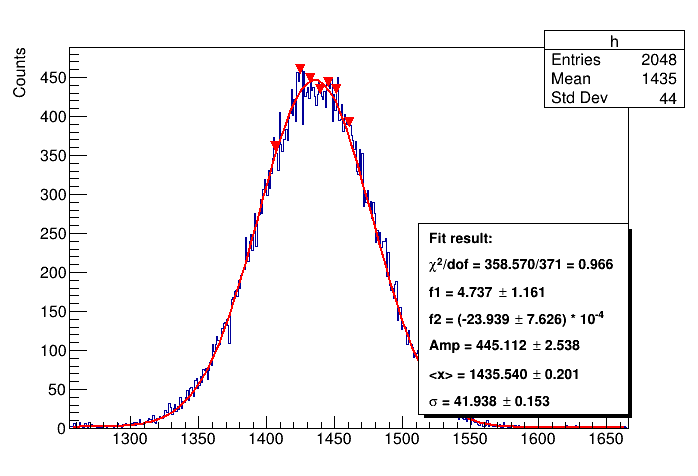 h
Entries 2048
Mean 1435
Std Dev 44
Counts
450
400
350
300
250
200
150
100
50
0
Fit result:
χ²/dof = 358.570/371 = 0.966
f1 = 4.737 ± 1.161
f2 = (-23.939 ± 7.626) * 10⁻⁴
Amp = 445.112 ± 2.538
<x> = 1435.540 ± 0.201
σ = 41.938 ± 0.153
1300 1350 1400 1450 1500 1550 1600 1650